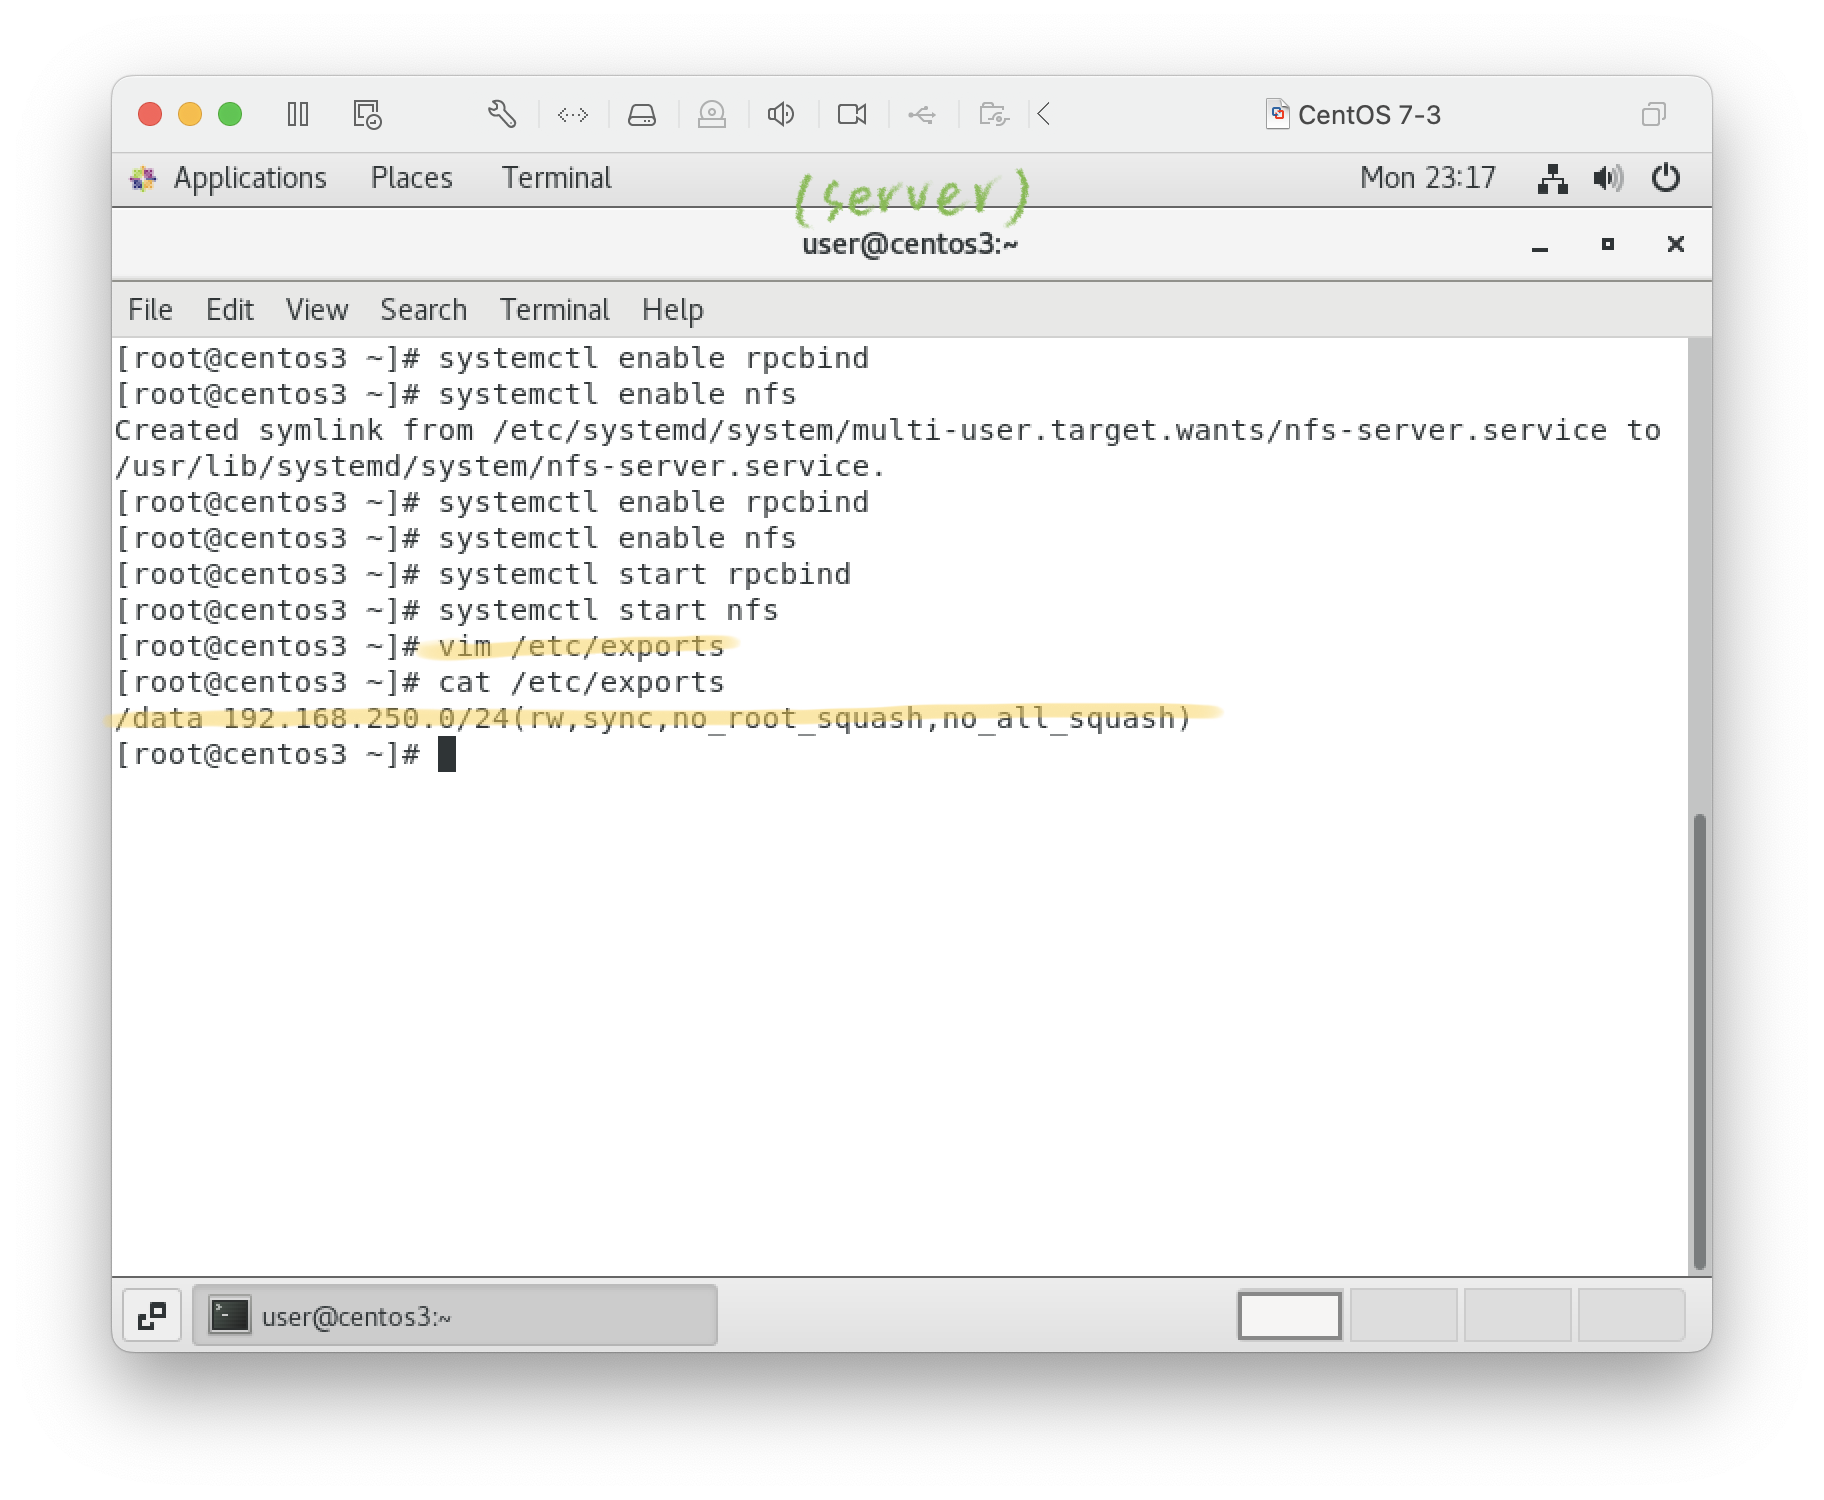 CentOS 7-3
Applications Places Terminal Mon 23:17
(server)
user@centos3:~
File Edit View Search Terminal Help
[root@centos3 ~]# systemctl enable rpcbind
[root@centos3 ~]# systemctl enable nfs
Created symlink from /etc/systemd/system/multi-user.target.wants/nfs-server.service to
/usr/lib/systemd/system/nfs-server.service.
[root@centos3 ~]# systemctl enable rpcbind
[root@centos3 ~]# systemctl enable nfs
[root@centos3 ~]# systemctl start rpcbind
[root@centos3 ~]# systemctl start nfs
[root@centos3 ~]# vim /etc/exports
[root@centos3 ~]# cat /etc/exports
/data 192.168.250.0/24(rw,sync,no_root_squash,no_all_squash)
[root@centos3 ~]#
user@centos3:~